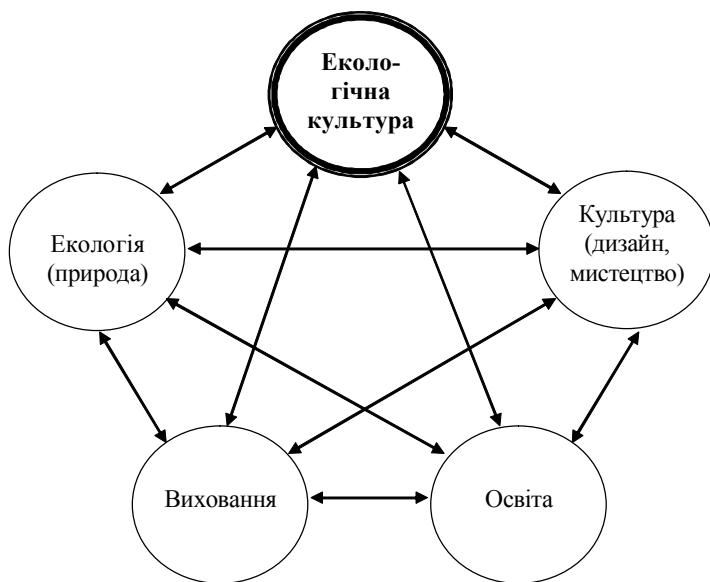 Еколо-
гічна
культура
Екологія
(природа)
Культура
(дизайн,
мистецтво)
Виховання
Освіта